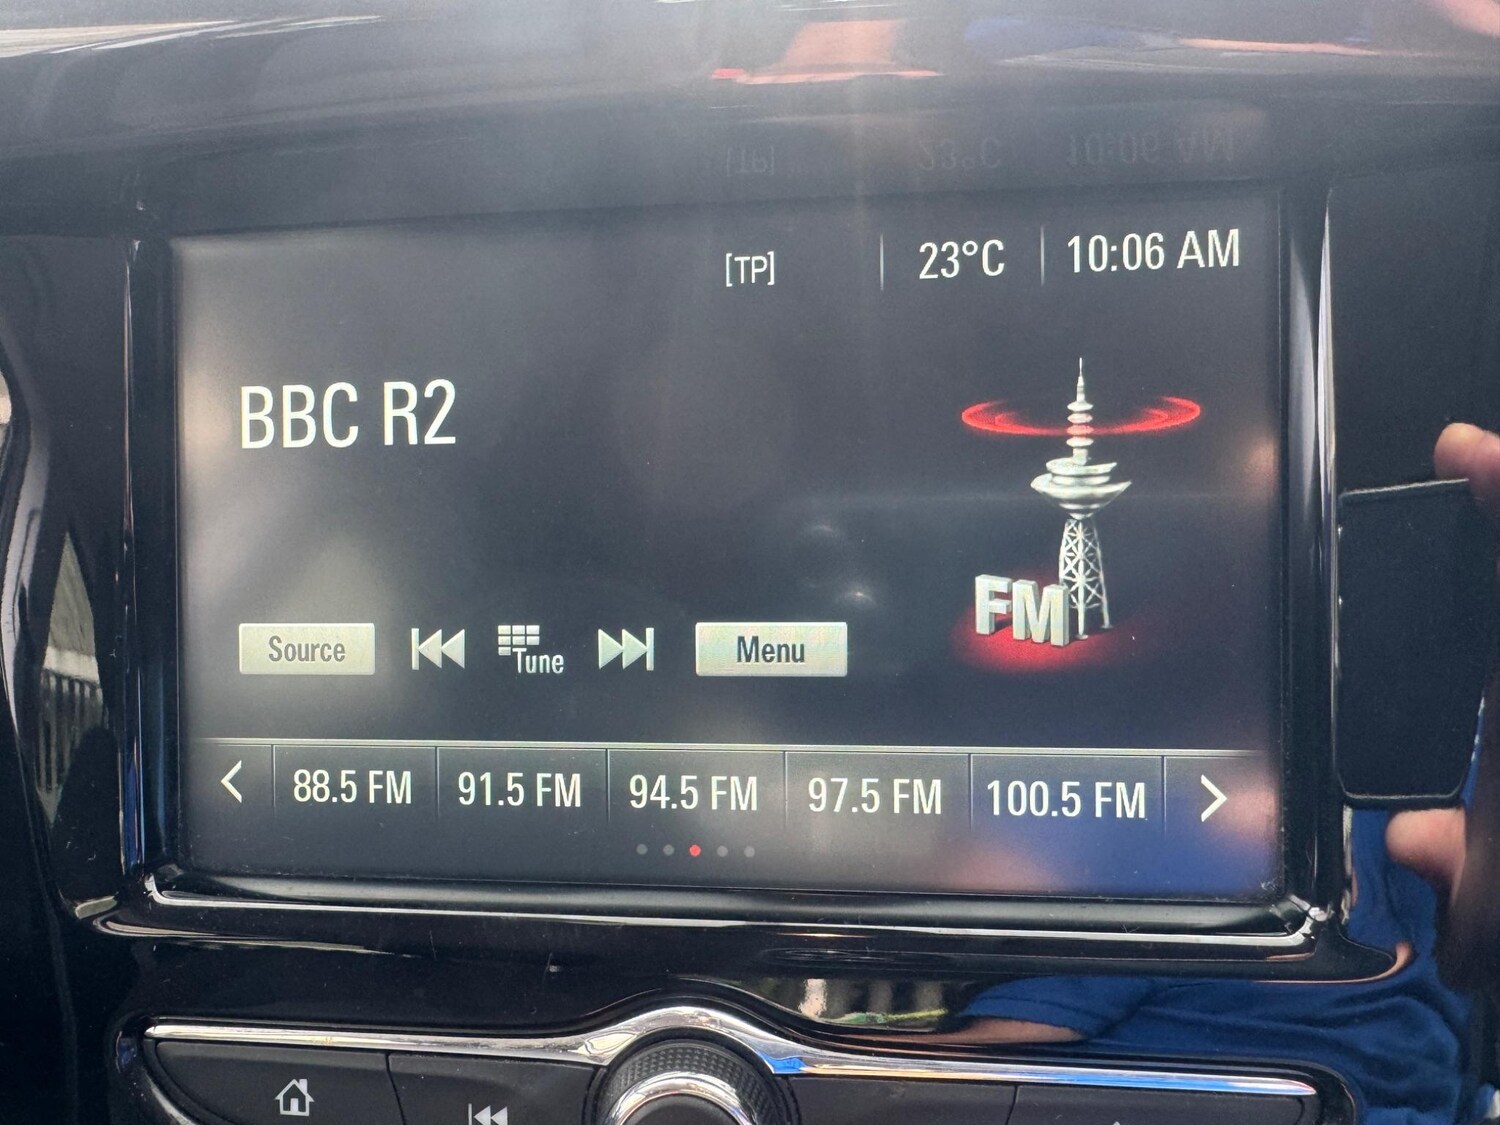 [TP] 23°C 10:06 AM
BBC R2
FM
Source Tune Menu
88.5 FM 91.5 FM 94.5 FM 97.5 FM 100.5 FM